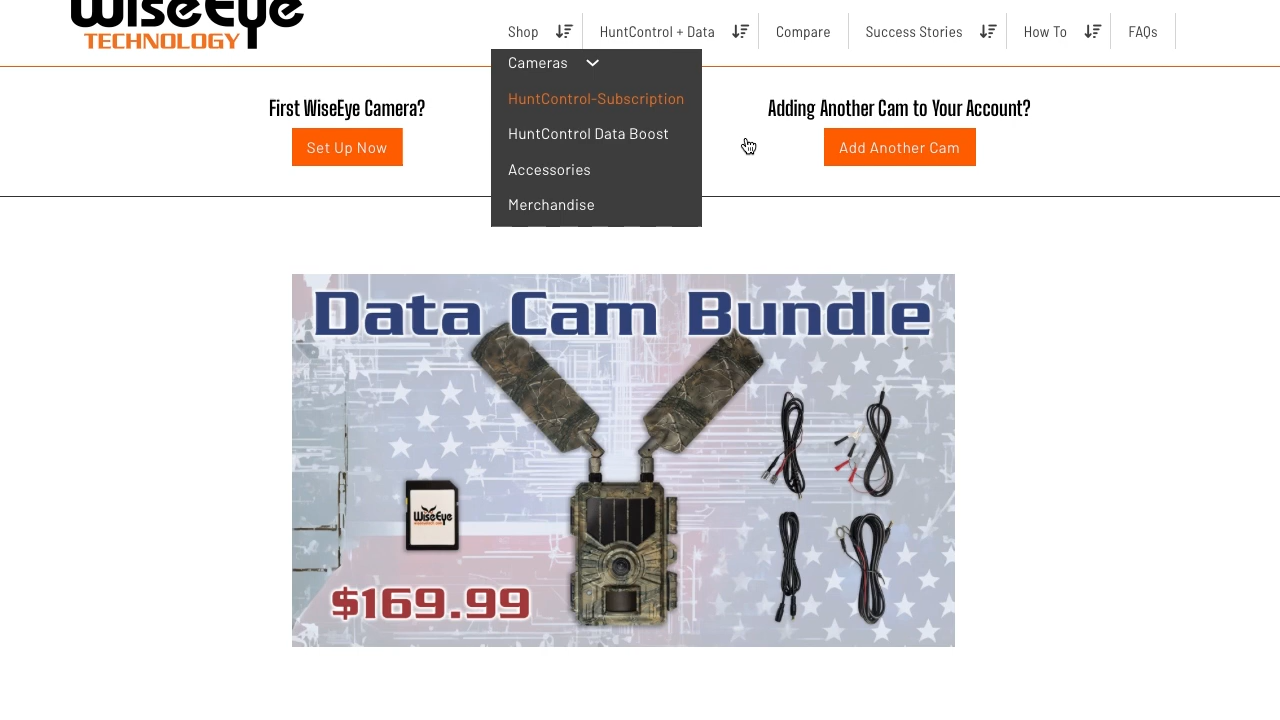 WiseEye
TECHNOLOGY
Shop
HuntControl + Data
Compare
Success Stories
How To
FAQs
Cameras
HuntControl-Subscription
HuntControl Data Boost
Accessories
Merchandise
First WiseEye Camera?
Set Up Now
Adding Another Cam to Your Account?
Add Another Cam
Data Cam Bundle
WiseEye
$169.99